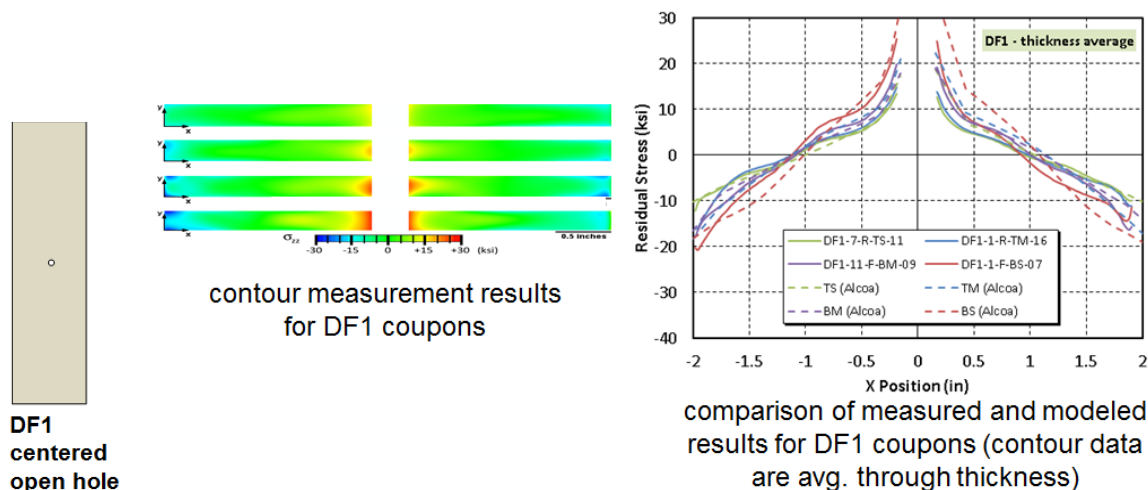 DF1
centered
open hole
y
x
y
x
y
x
y
x
σzz
-30 -15 0 +15 +30 (ksi)
0.5 inches
contour measurement results
for DF1 coupons
DF1 - thickness average
Residual Stress (ksi)
30
20
10
0
-10
-20
-30
-40
DF1-7-R-TS-11 DF1-1-R-TM-16
DF1-11-F-BM-09 DF1-1-F-BS-07
TS (Alcoa) TM (Alcoa)
BM (Alcoa) BS (Alcoa)
-2 -1.5 -1 -0.5 0 0.5 1 1.5 2
X Position (in)
comparison of measured and modeled
results for DF1 coupons (contour data
are avg. through thickness)